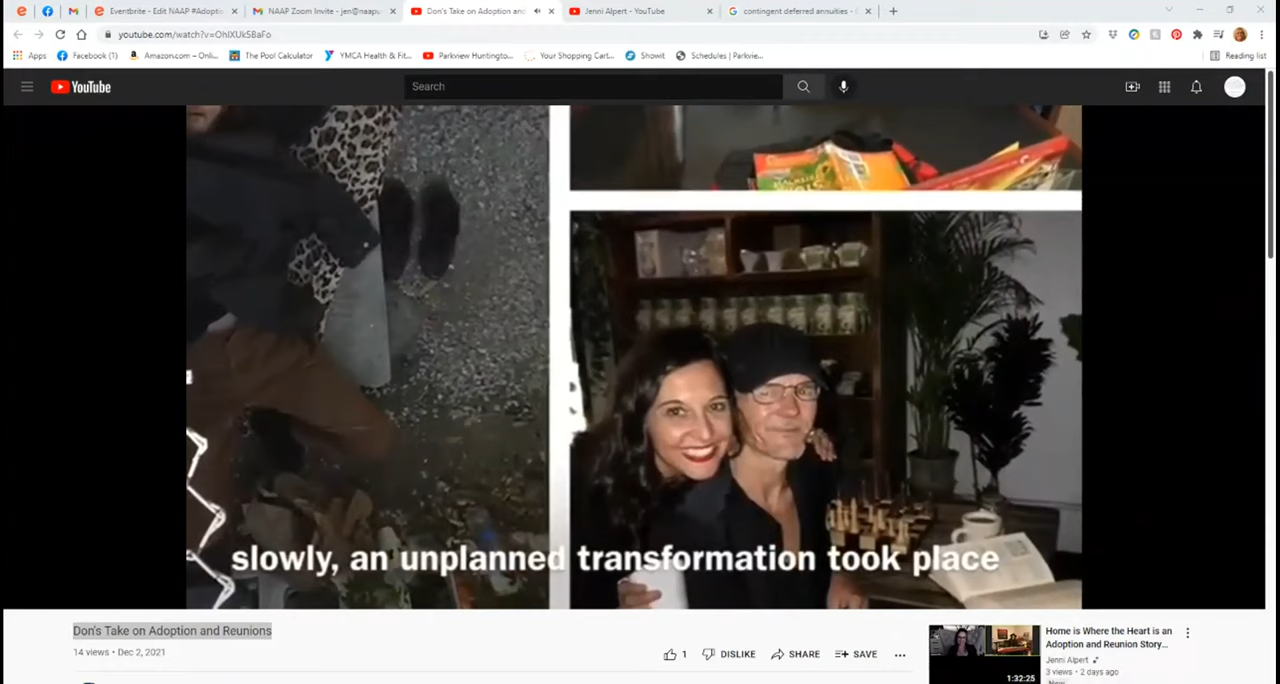 Eventbrite - Edit NAAP #Adopti
NAAP Zoom Invite - jen@naapu
Don's Take on Adoption and
Jenni Alpert - YouTube
contingent deferred annuities - G
youtube.com/watch?v=OhlXUk5BaFo
Apps
Facebook (1)
Amazon.com – Onli...
The Pool Calculator
YMCA Health & Fit...
Parkview Huntingto...
Your Shopping Cart...
Showit
Schedules | Parkvie...
Reading list
YouTube
Search
slowly, an unplanned transformation took place
Don's Take on Adoption and Reunions
14 views • Dec 2, 2021
1
DISLIKE
SHARE
SAVE
Home is Where the Heart is an
Adoption and Reunion Story...
Jenni Alpert
3 views • 2 days ago
New
1:32:25